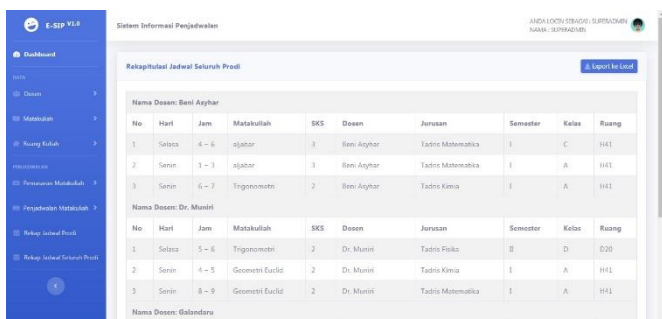 E-SIP V1.0
Sistem Informasi Penjadwalan
ANDA LOGIN SEBAGAI : SUPERADMIN
NAMA : SUPERADMIN
Dashboard
DATA
Dosen
Matakuliah
Ruang Kuliah
PENJADWALAN
Pemasaran Matakuliah
Penjadwalan Matakuliah
Rekap Jadwal Prodi
Rekap Jadwal Seluruh Prodi
Rekapitulasi Jadwal Seluruh Prodi
Export ke Excel
Nama Dosen: Beni Asyhar
No Hari Jam Matakuliah SKS Dosen Jurusan Semester Kelas Ruang
1 Selasa 4 - 6 aljabar 3 Beni Asyhar Tadris Matematika I C H41
2 Senin 1 - 3 aljabar 3 Beni Asyhar Tadris Matematika I A H41
3 Senin 6 - 7 Trigonometri 2 Beni Asyhar Tadris Kimia I A H41
Nama Dosen: Dr. Muniri
No Hari Jam Matakuliah SKS Dosen Jurusan Semester Kelas Ruang
1 Selasa 5 - 6 Trigonometri 2 Dr. Muniri Tadris Fisika II D D20
2 Senin 4 - 5 Geometri Euclid 2 Dr. Muniri Tadris Kimia I A H41
3 Senin 8 - 9 Geometri Euclid 2 Dr. Muniri Tadris Matematika I A H41
Nama Dosen: Galandaru